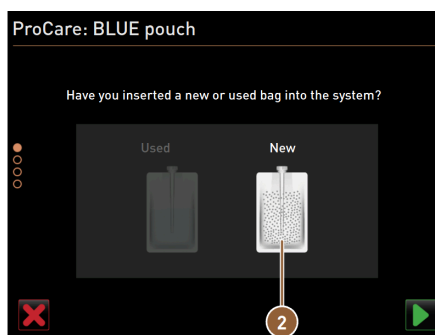 ProCare: BLUE pouch
Have you inserted a new or used bag into the system?
Used New
2